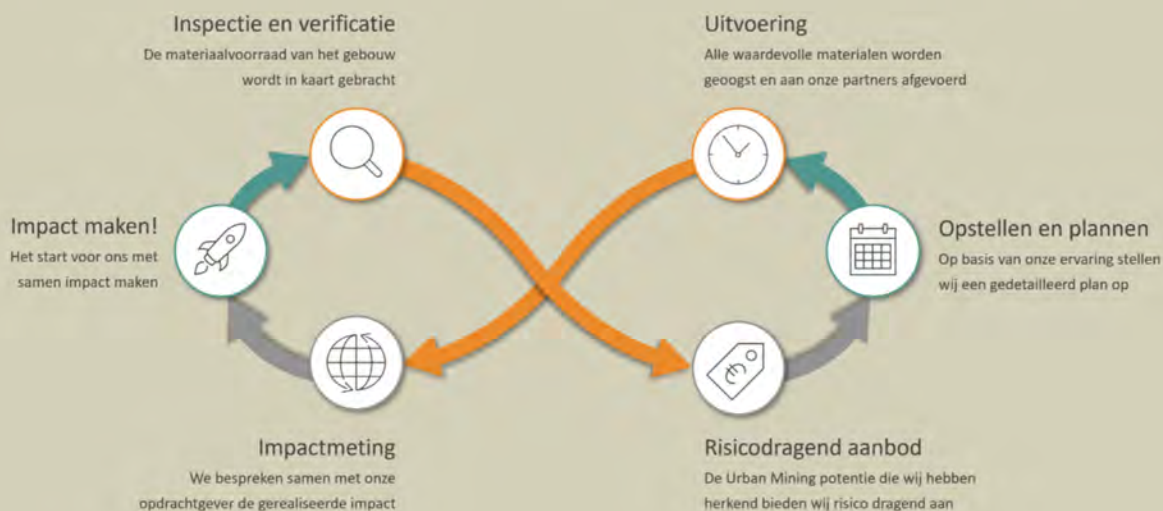 Inspectie en verificatie
De materiaalvoorraad van het gebouw
wordt in kaart gebracht
Uitvoering
Alle waardevolle materialen worden
geoogst en aan onze partners afgevoerd
Impact maken!
Het start voor ons met
samen impact maken
Opstellen en plannen
Op basis van onze ervaring stellen
wij een gedetailleerd plan op
Impactmeting
We bespreken samen met onze
opdrachtgever de gerealiseerde impact
Risicodragend aanbod
De Urban Mining potentie die wij hebben
herkend bieden wij risico dragend aan